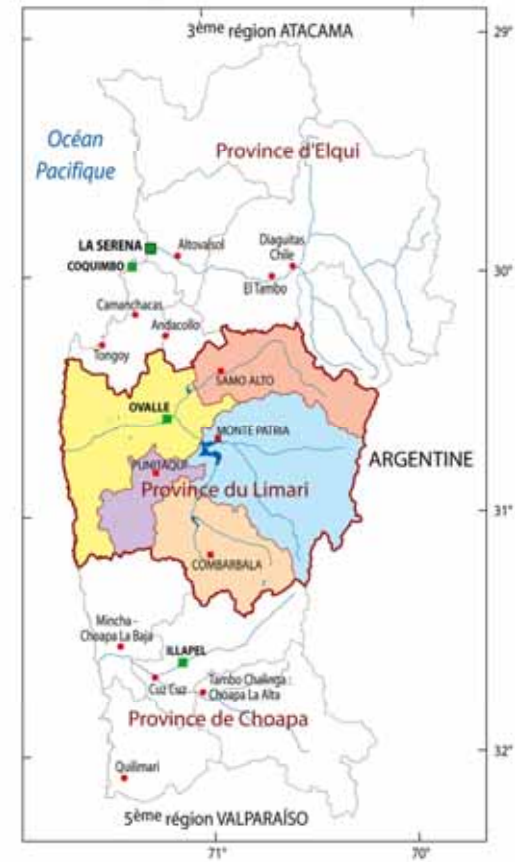 3ème région ATACAMA
29°
Océan
Pacifique
Province d'Elqui
LA SERENA
Altovalsol
Diaguitas
Chile
COQUIMBO
El Tambo
30°
Camanchacas
Andacollo
Tongoy
SAMO ALTO
OVALLE
MONTE PATRIA
ARGENTINE
PUNITAQUI
Province du Limari
31°
COMBARBALA
Mincha -
Choapa La Baja
ILLAPEL
Cuz Cuz
Tambo Chalinga :
Choapa La Alta
Province de Choapa
32°
Quilimari
5ème région VALPARAÍSO
71°
70°